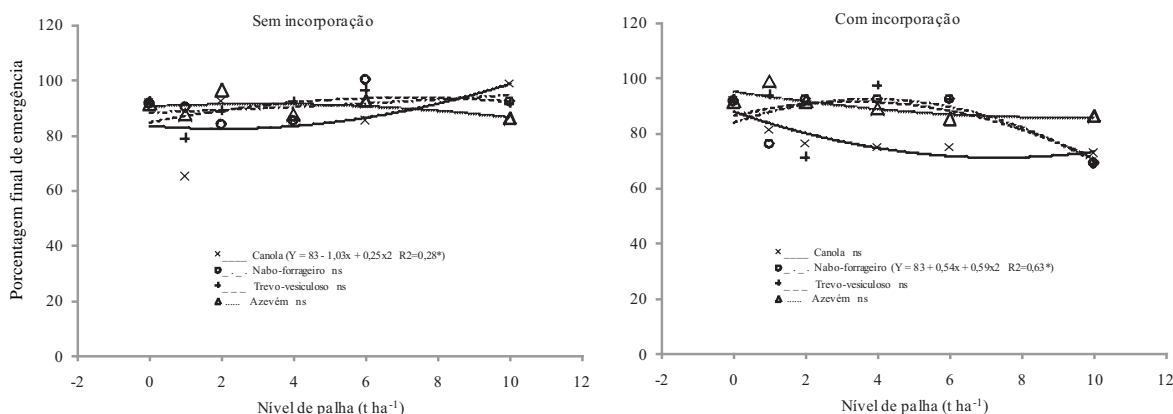 Sem incorporação
Porcentagem final de emergência
120
100
80
60
40
20
0
-2 0 2 4 6 8 10 12
Nível de palha (t ha-1)
× ____ Canola (Y = 83 - 1,03x + 0,25x2 R2=0,28*)
_ . _ . Nabo-forrageiro ns
+ _ _ _ Trevo-vesiculoso ns
Δ ...... Azevém ns
Com incorporação
120
100
80
60
40
20
0
-2 0 2 4 6 8 10 12
Nível de palha (t ha-1)
× ____ Canola ns
_ . _ . Nabo-forrageiro (Y = 83 + 0,54x + 0,59x2 R2=0,63*)
+ _ _ _ Trevo-vesiculoso ns
Δ ...... Azevém ns